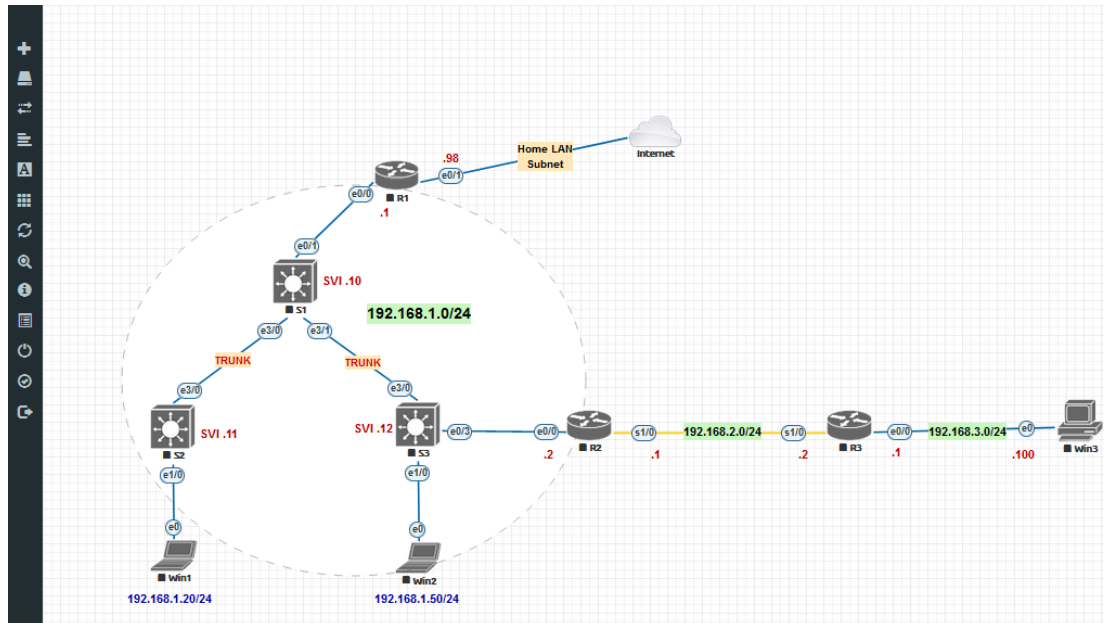 Home LAN
Subnet
Internet
.98
e0/1
e0/0
R1
.1
e0/1
SVI .10
S1
192.168.1.0/24
e3/0
e3/1
TRUNK
TRUNK
e3/0
e3/0
SVI .11
S2
SVI .12
S3
e0/3
e0/0
R2
.2
s1/0
.1
192.168.2.0/24
s1/0
.2
R3
e0/0
.1
192.168.3.0/24
e0
.100
Win3
e1/0
e1/0
e0
e0
Win1
192.168.1.20/24
Win2
192.168.1.50/24